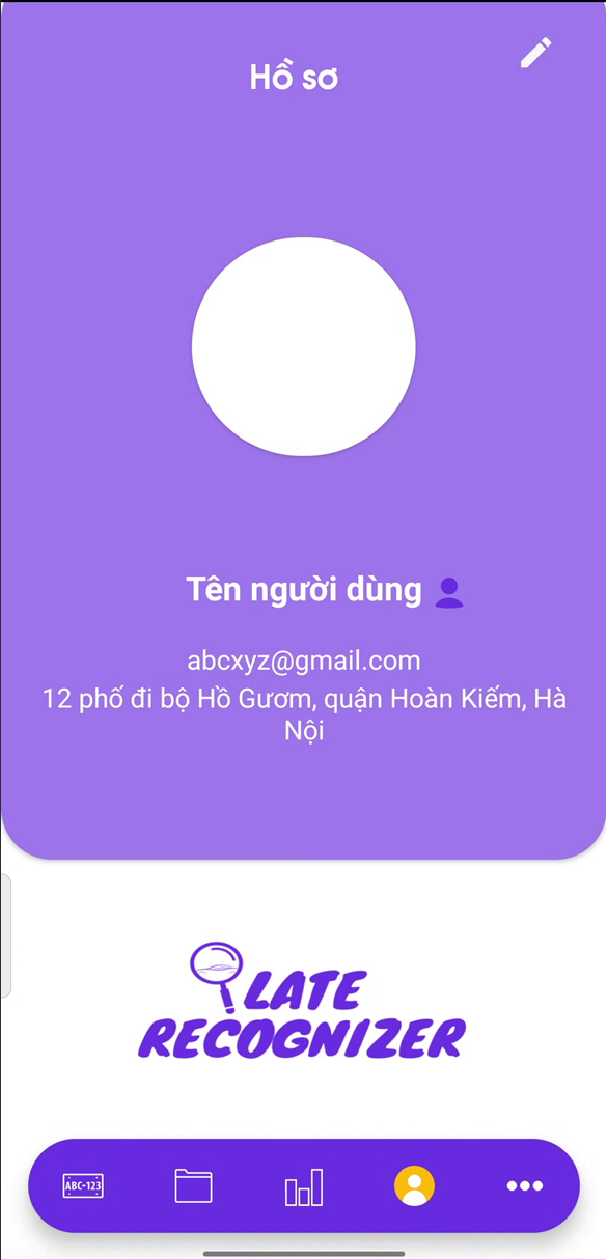 Hồ sơ
Tên người dùng
abcxyz@gmail.com
12 phố đi bộ Hồ Gươm, quận Hoàn Kiếm, Hà
Nội
LATE
RECOGNIZER
ABC-123